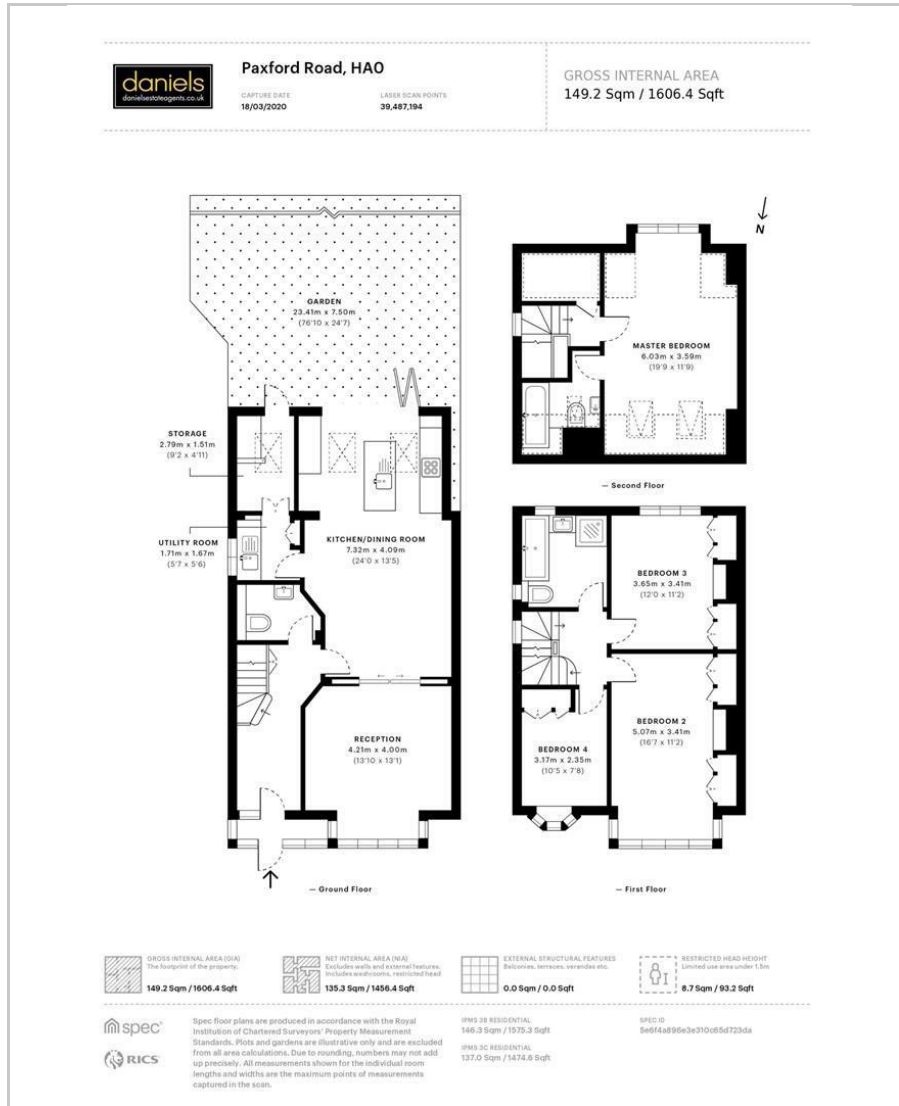 daniels
danielsestateagents.co.uk
Paxford Road, HA0
CAPTURE DATE
18/03/2020
LASER SCAN POINTS
39,487,194
GROSS INTERNAL AREA
149.2 Sqm / 1606.4 Sqft
N
GARDEN
23.41m x 7.50m
(76'10 x 24'7)
STORAGE
2.79m x 1.51m
(9'2 x 4'11)
UTILITY ROOM
1.71m x 1.67m
(5'7 x 5'6)
KITCHEN/DINING ROOM
7.32m x 4.09m
(24'0 x 13'5)
RECEPTION
4.21m x 4.00m
(13'10 x 13'1)
— Ground Floor
MASTER BEDROOM
6.03m x 3.59m
(19'9 x 11'9)
— Second Floor
BEDROOM 3
3.65m x 3.41m
(12'0 x 11'2)
BEDROOM 2
5.07m x 3.41m
(16'7 x 11'2)
BEDROOM 4
3.17m x 2.35m
(10'5 x 7'8)
— First Floor
GROSS INTERNAL AREA (GIA)
The footprint of the property.
149.2 Sqm / 1606.4 Sqft
NET INTERNAL AREA (NIA)
Excludes walls and external features.
Includes washrooms, restricted head
135.3 Sqm / 1456.4 Sqft
EXTERNAL STRUCTURAL FEATURES
Balconies, terraces, verandas etc.
0.0 Sqm / 0.0 Sqft
RESTRICTED HEAD HEIGHT
Limited use area under 1.5m
8.7 Sqm / 93.2 Sqft
spec
RICS
Spec floor plans are produced in accordance with the Royal
Institution of Chartered Surveyors' Property Measurement
Standards. Plots and gardens are illustrative only and are excluded
from all area calculations. Due to rounding, numbers may not add
up precisely. All measurements shown for the individual room
lengths and widths are the maximum points of measurements
captured in the scan.
IPMS 3B RESIDENTIAL
146.3 Sqm / 1575.3 Sqft
IPMS 3C RESIDENTIAL
137.0 Sqm / 1474.6 Sqft
SPEC ID
5e6f4a896e3e310c65d723da